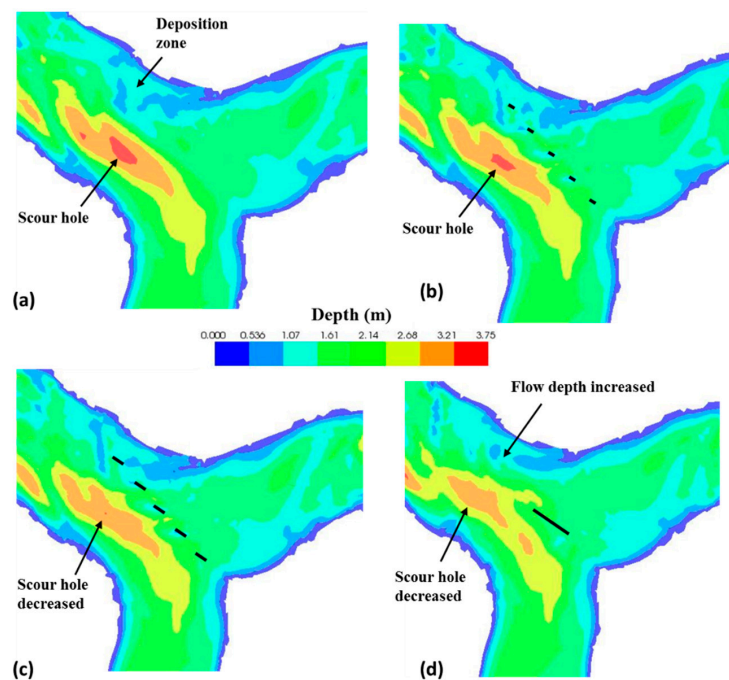 Deposition
zone
Scour hole
(a)
Scour hole
(b)
Depth (m)
0.000 0.536 1.07 1.61 2.14 2.68 3.21 3.75
Flow depth increased
Scour hole
decreased
(c)
Scour hole
decreased
(d)